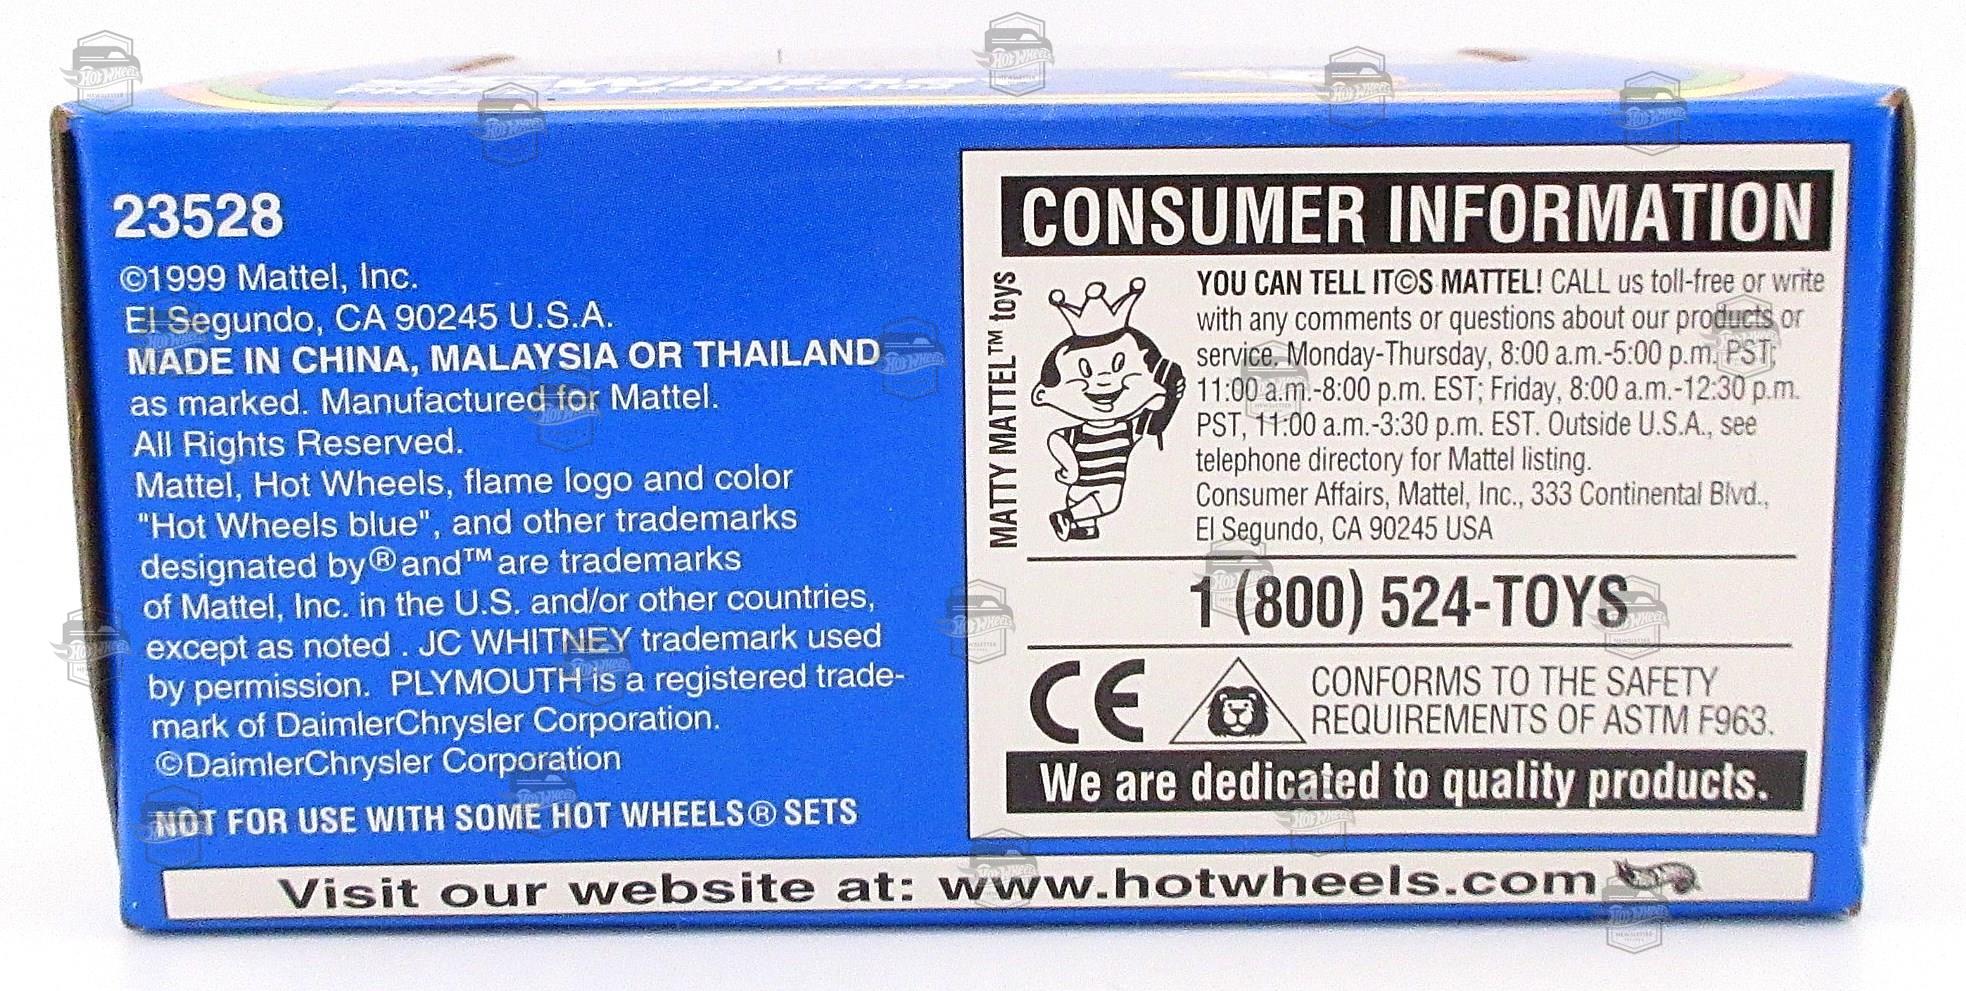 23528
©1999 Mattel, Inc.
El Segundo, CA 90245 U.S.A.
MADE IN CHINA, MALAYSIA OR THAILAND
as marked. Manufactured for Mattel.
All Rights Reserved.
Mattel, Hot Wheels, flame logo and color
"Hot Wheels blue", and other trademarks
designated by ® and ™ are trademarks
of Mattel, Inc. in the U.S. and/or other countries,
except as noted . JC WHITNEY trademark used
by permission. PLYMOUTH is a registered trade-
mark of DaimlerChrysler Corporation.
©DaimlerChrysler Corporation
NOT FOR USE WITH SOME HOT WHEELS® SETS
CONSUMER INFORMATION
MATTY MATTEL™ toys
YOU CAN TELL IT©S MATTEL! CALL us toll-free or write
with any comments or questions about our products or
service, Monday-Thursday, 8:00 a.m.-5:00 p.m. PST;
11:00 a.m.-8:00 p.m. EST; Friday, 8:00 a.m.-12:30 p.m.
PST, 11:00 a.m.-3:30 p.m. EST. Outside U.S.A., see
telephone directory for Mattel listing.
Consumer Affairs, Mattel, Inc., 333 Continental Blvd.,
El Segundo, CA 90245 USA
1 (800) 524-TOYS
CE
CONFORMS TO THE SAFETY
REQUIREMENTS OF ASTM F963.
We are dedicated to quality products.
Visit our website at: www.hotwheels.com
Hot Wheels
NEWSLETTER